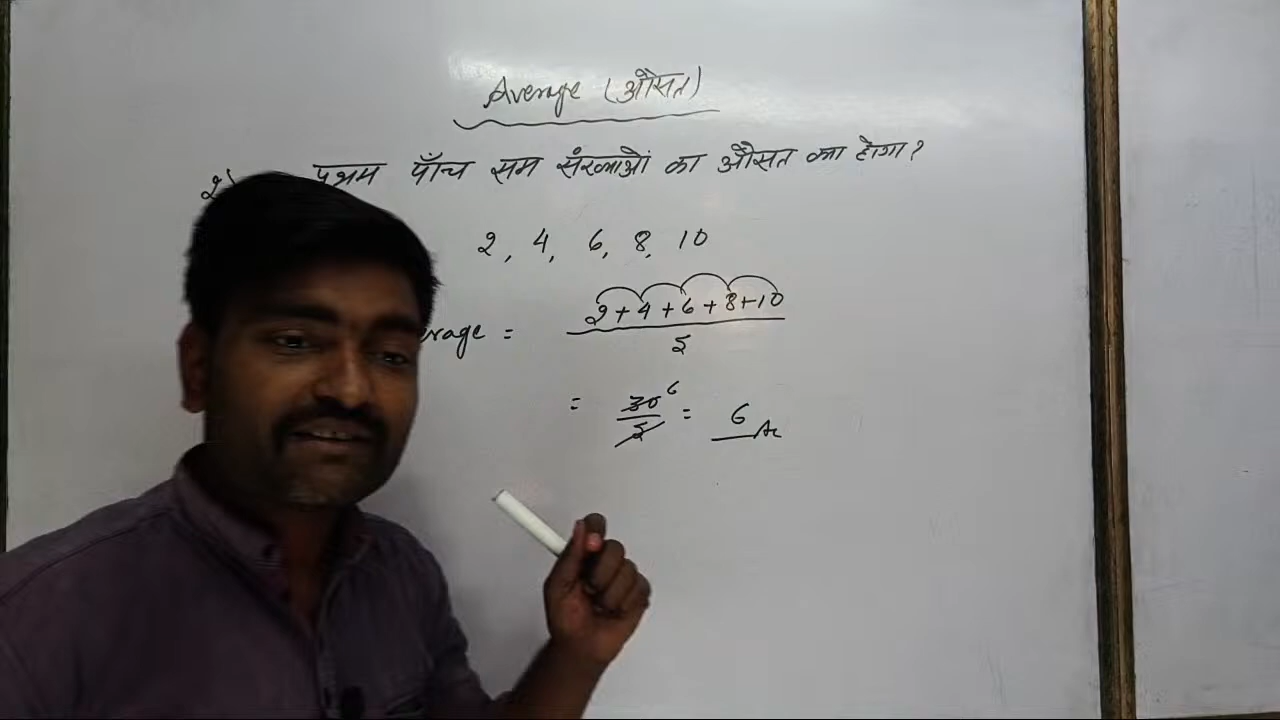 Average (औसत)
प्रथम पाँच सम संख्याओं का औसत क्या होगा?
2, 4, 6, 8, 10
2+4+6+8+10
rage =
5
= 30 6 = 6
5